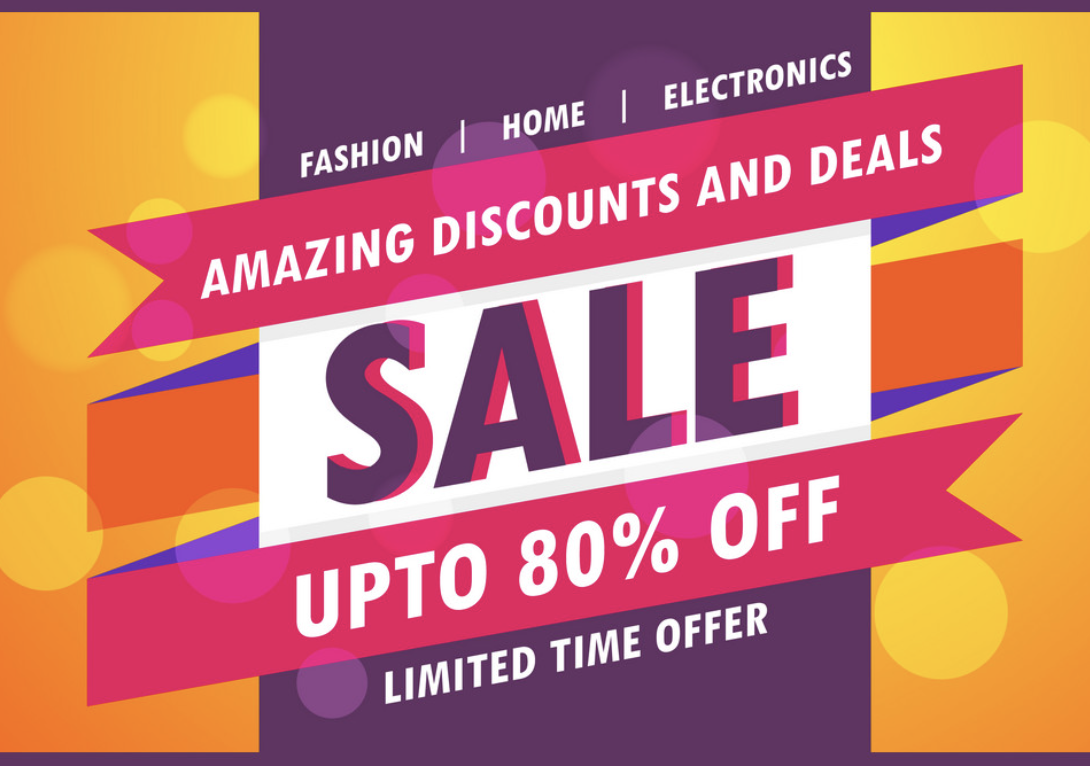 FASHION | HOME | ELECTRONICS
AMAZING DISCOUNTS AND DEALS
SALE
UPTO 80% OFF
LIMITED TIME OFFER